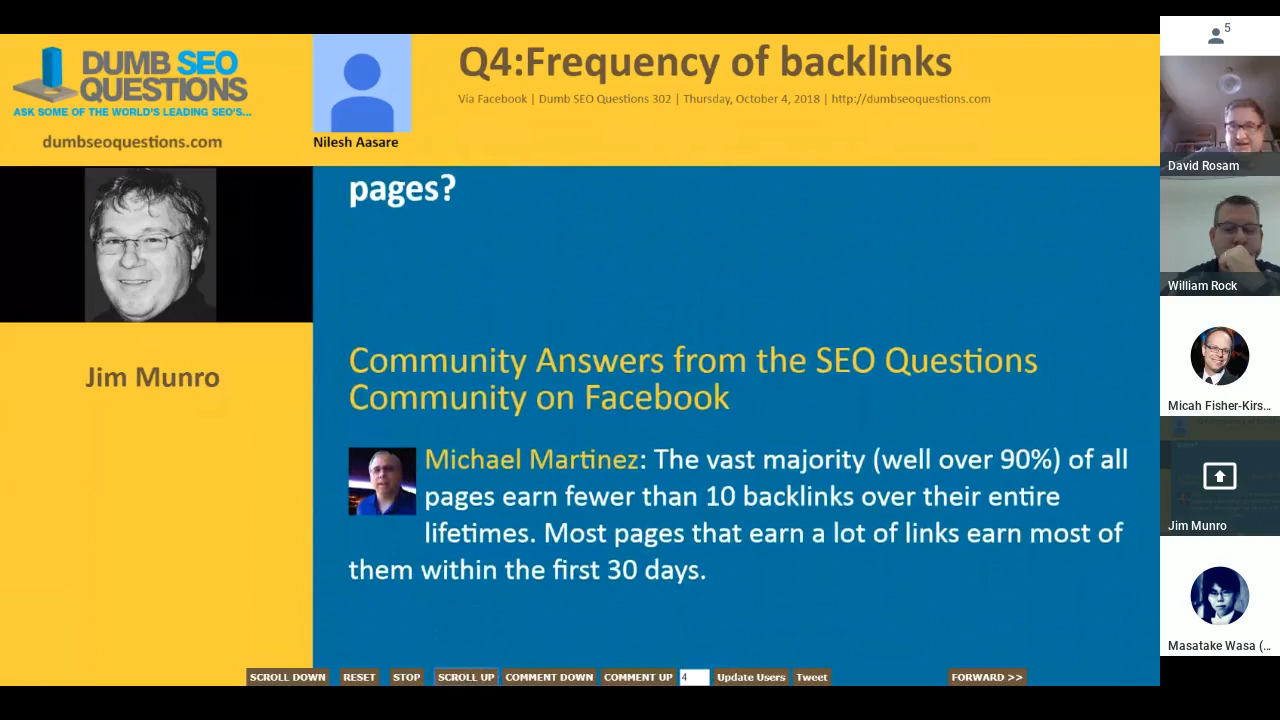 DUMB SEO
QUESTIONS
ASK SOME OF THE WORLD'S LEADING SEO'S...
dumbseoquestions.com
Nilesh Aasare
Q4:Frequency of backlinks
Via Facebook | Dumb SEO Questions 302 | Thursday, October 4, 2018 | http://dumbseoquestions.com
Jim Munro
pages?
Community Answers from the SEO Questions
Community on Facebook
Michael Martinez: The vast majority (well over 90%) of all
pages earn fewer than 10 backlinks over their entire
lifetimes. Most pages that earn a lot of links earn most of
them within the first 30 days.
SCROLL DOWN RESET STOP SCROLL UP COMMENT DOWN COMMENT UP 4 Update Users Tweet FORWARD >>
5
David Rosam
William Rock
Micah Fisher-Kirs...
Jim Munro
Masatake Wasa (...